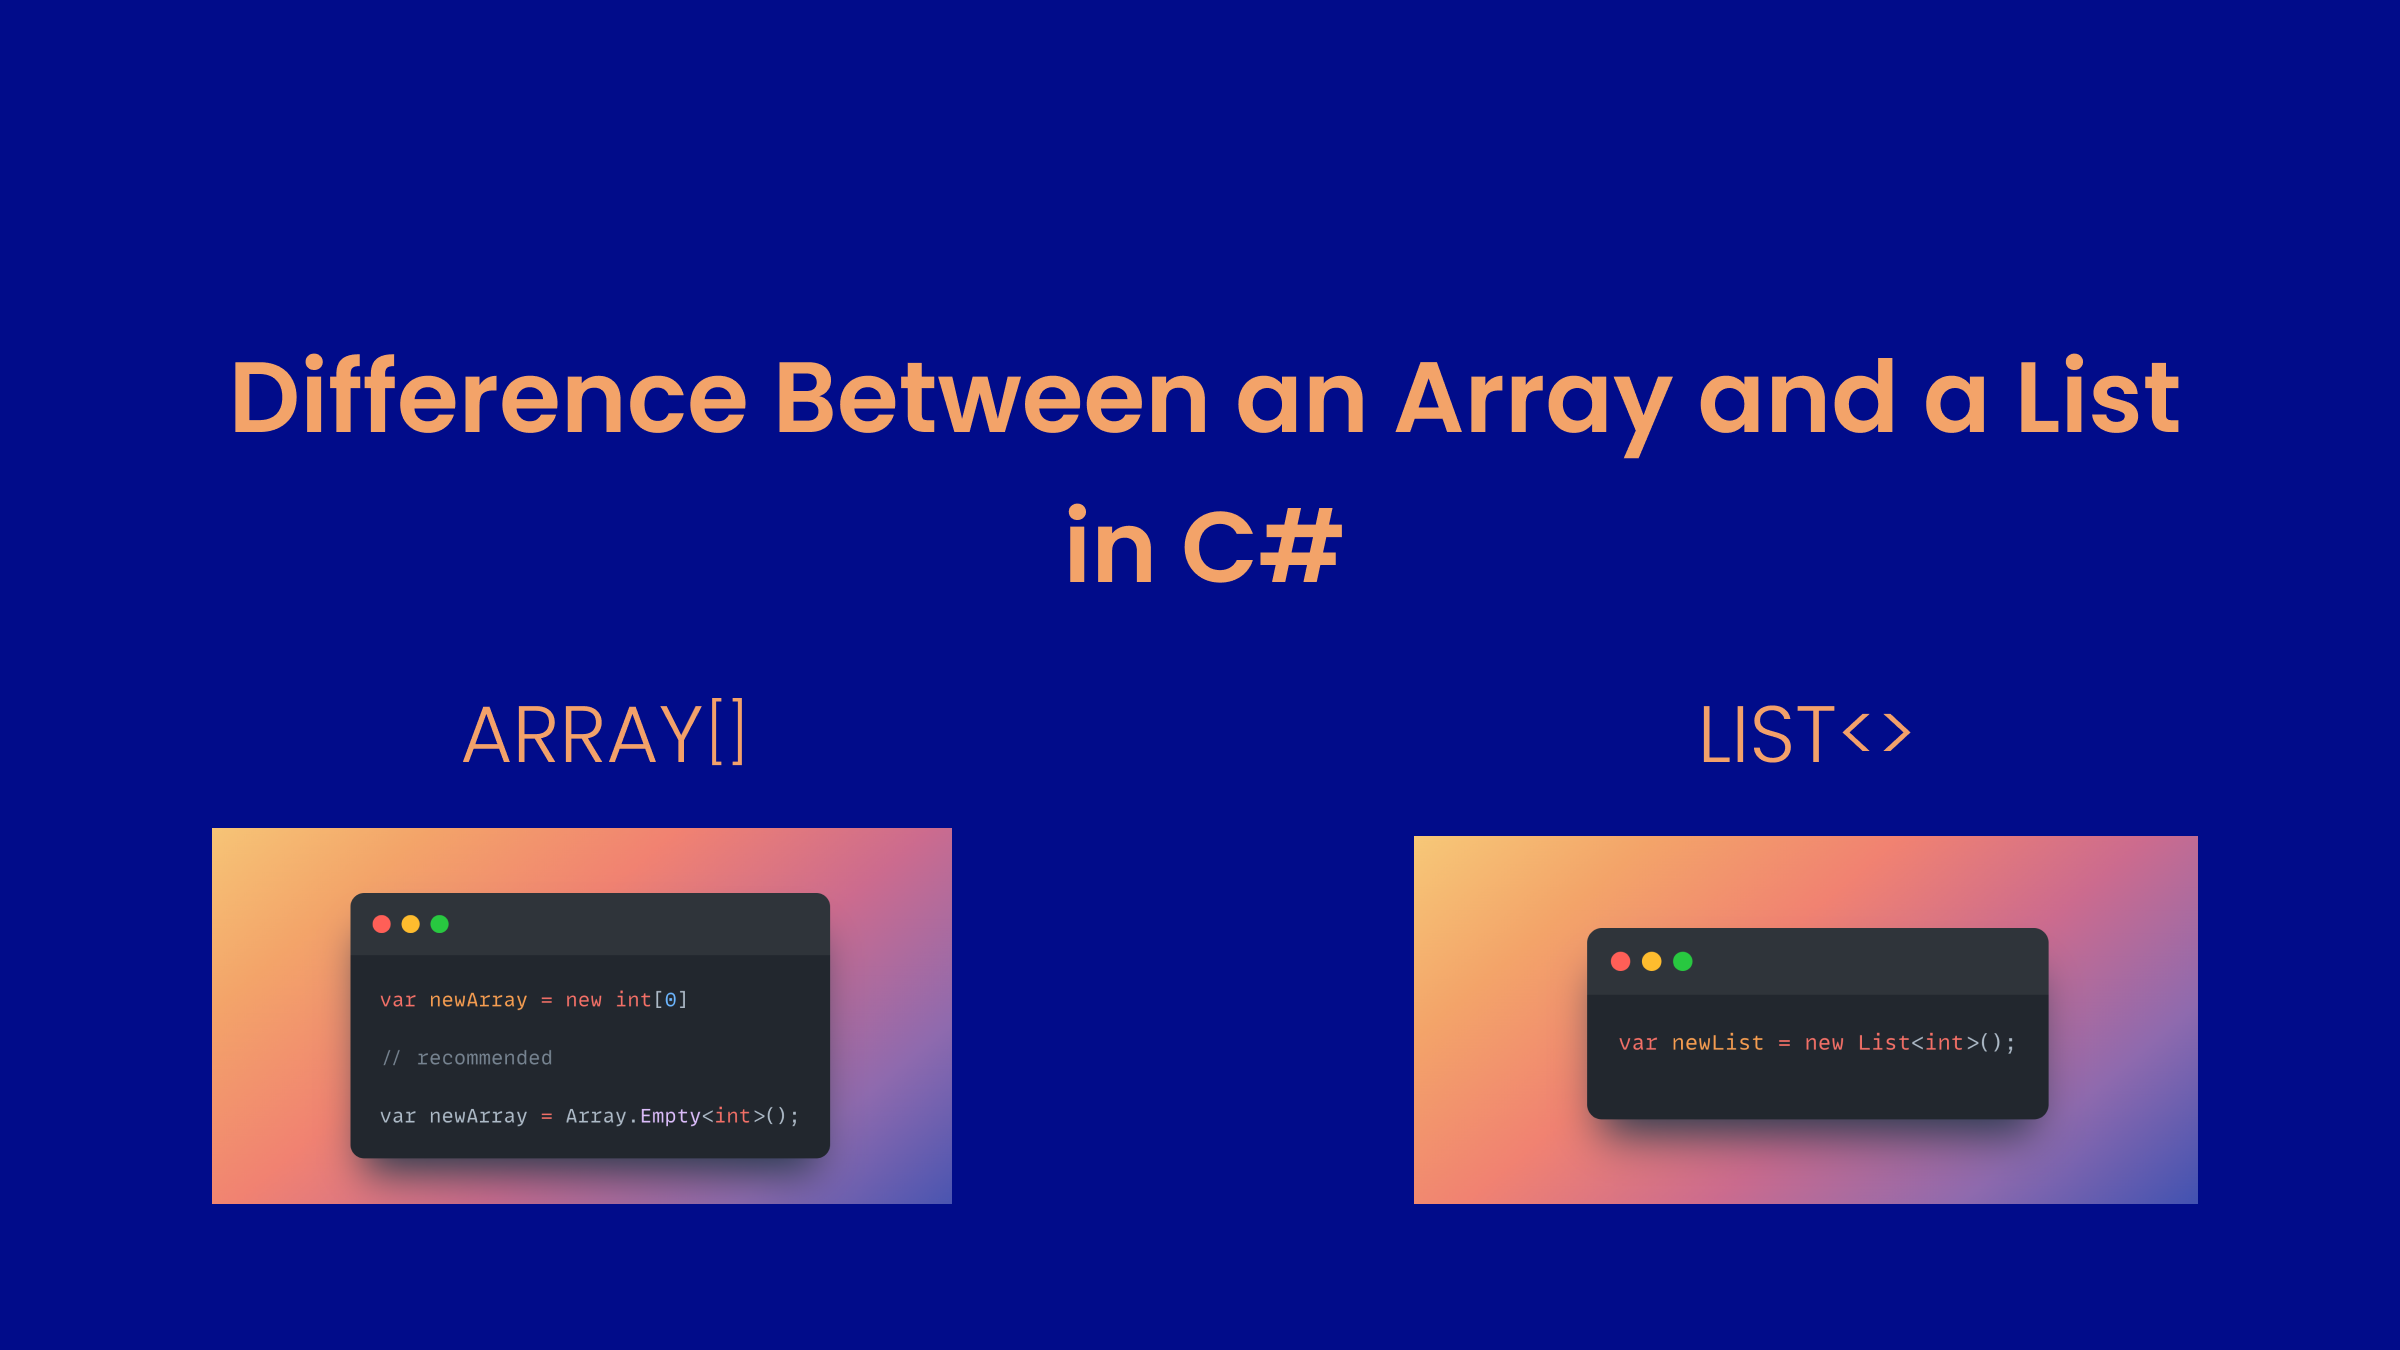 Difference Between an Array and a List
in C#
ARRAY[]
LIST<>
var newArray = new int[0]
// recommended
var newArray = Array.Empty<int>();
var newList = new List<int>();